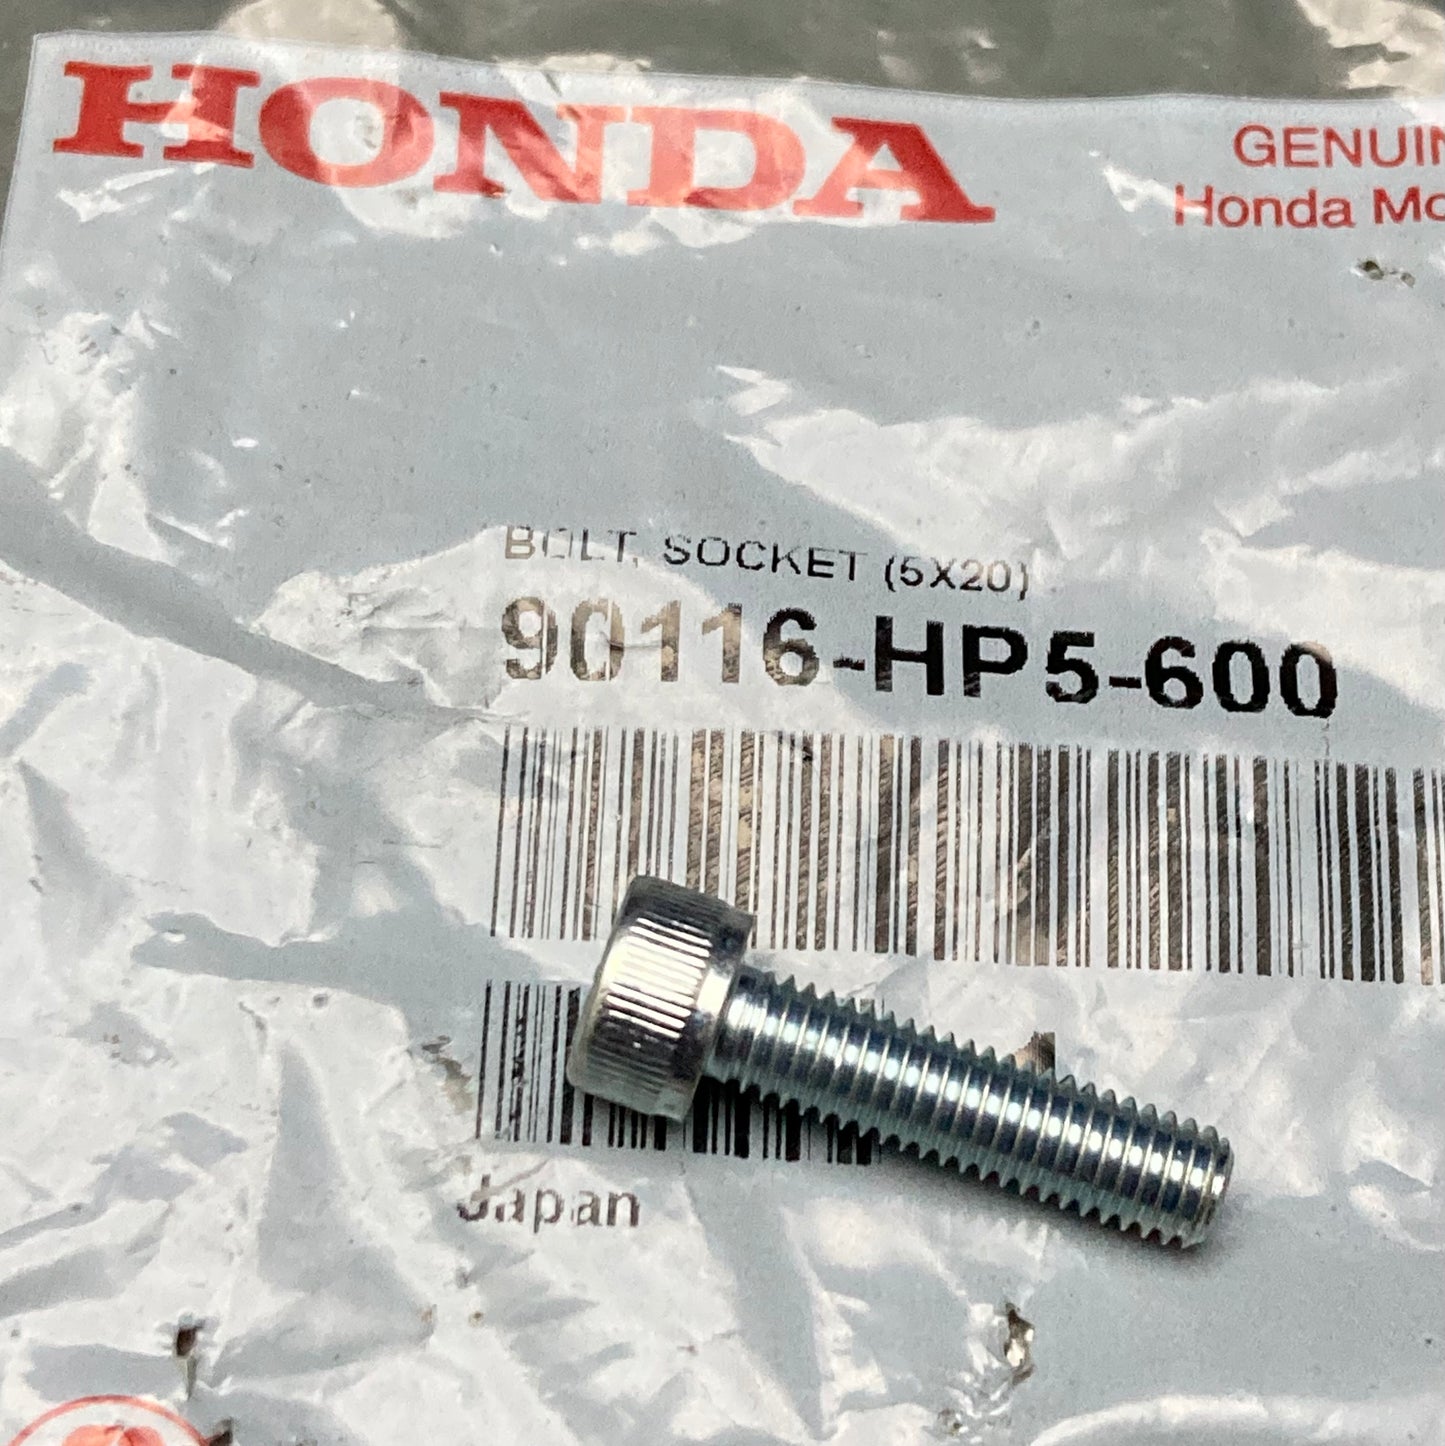 HONDA
GENUIN
Honda Mo
BOLT, SOCKET (5X20)
90116-HP5-600
Japan